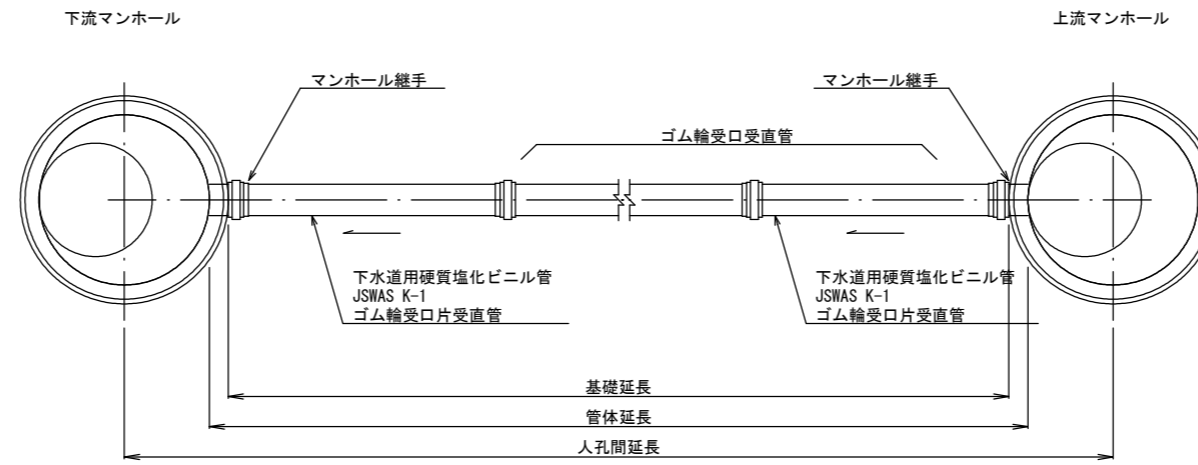 下流マンホール
上流マンホール
マンホール継手
マンホール継手
ゴム輪受口受直管
下水道用硬質塩化ビニル管
JSWAS K-1
ゴム輪受口片受直管
下水道用硬質塩化ビニル管
JSWAS K-1
ゴム輪受口片受直管
基礎延長
管体延長
人孔間延長